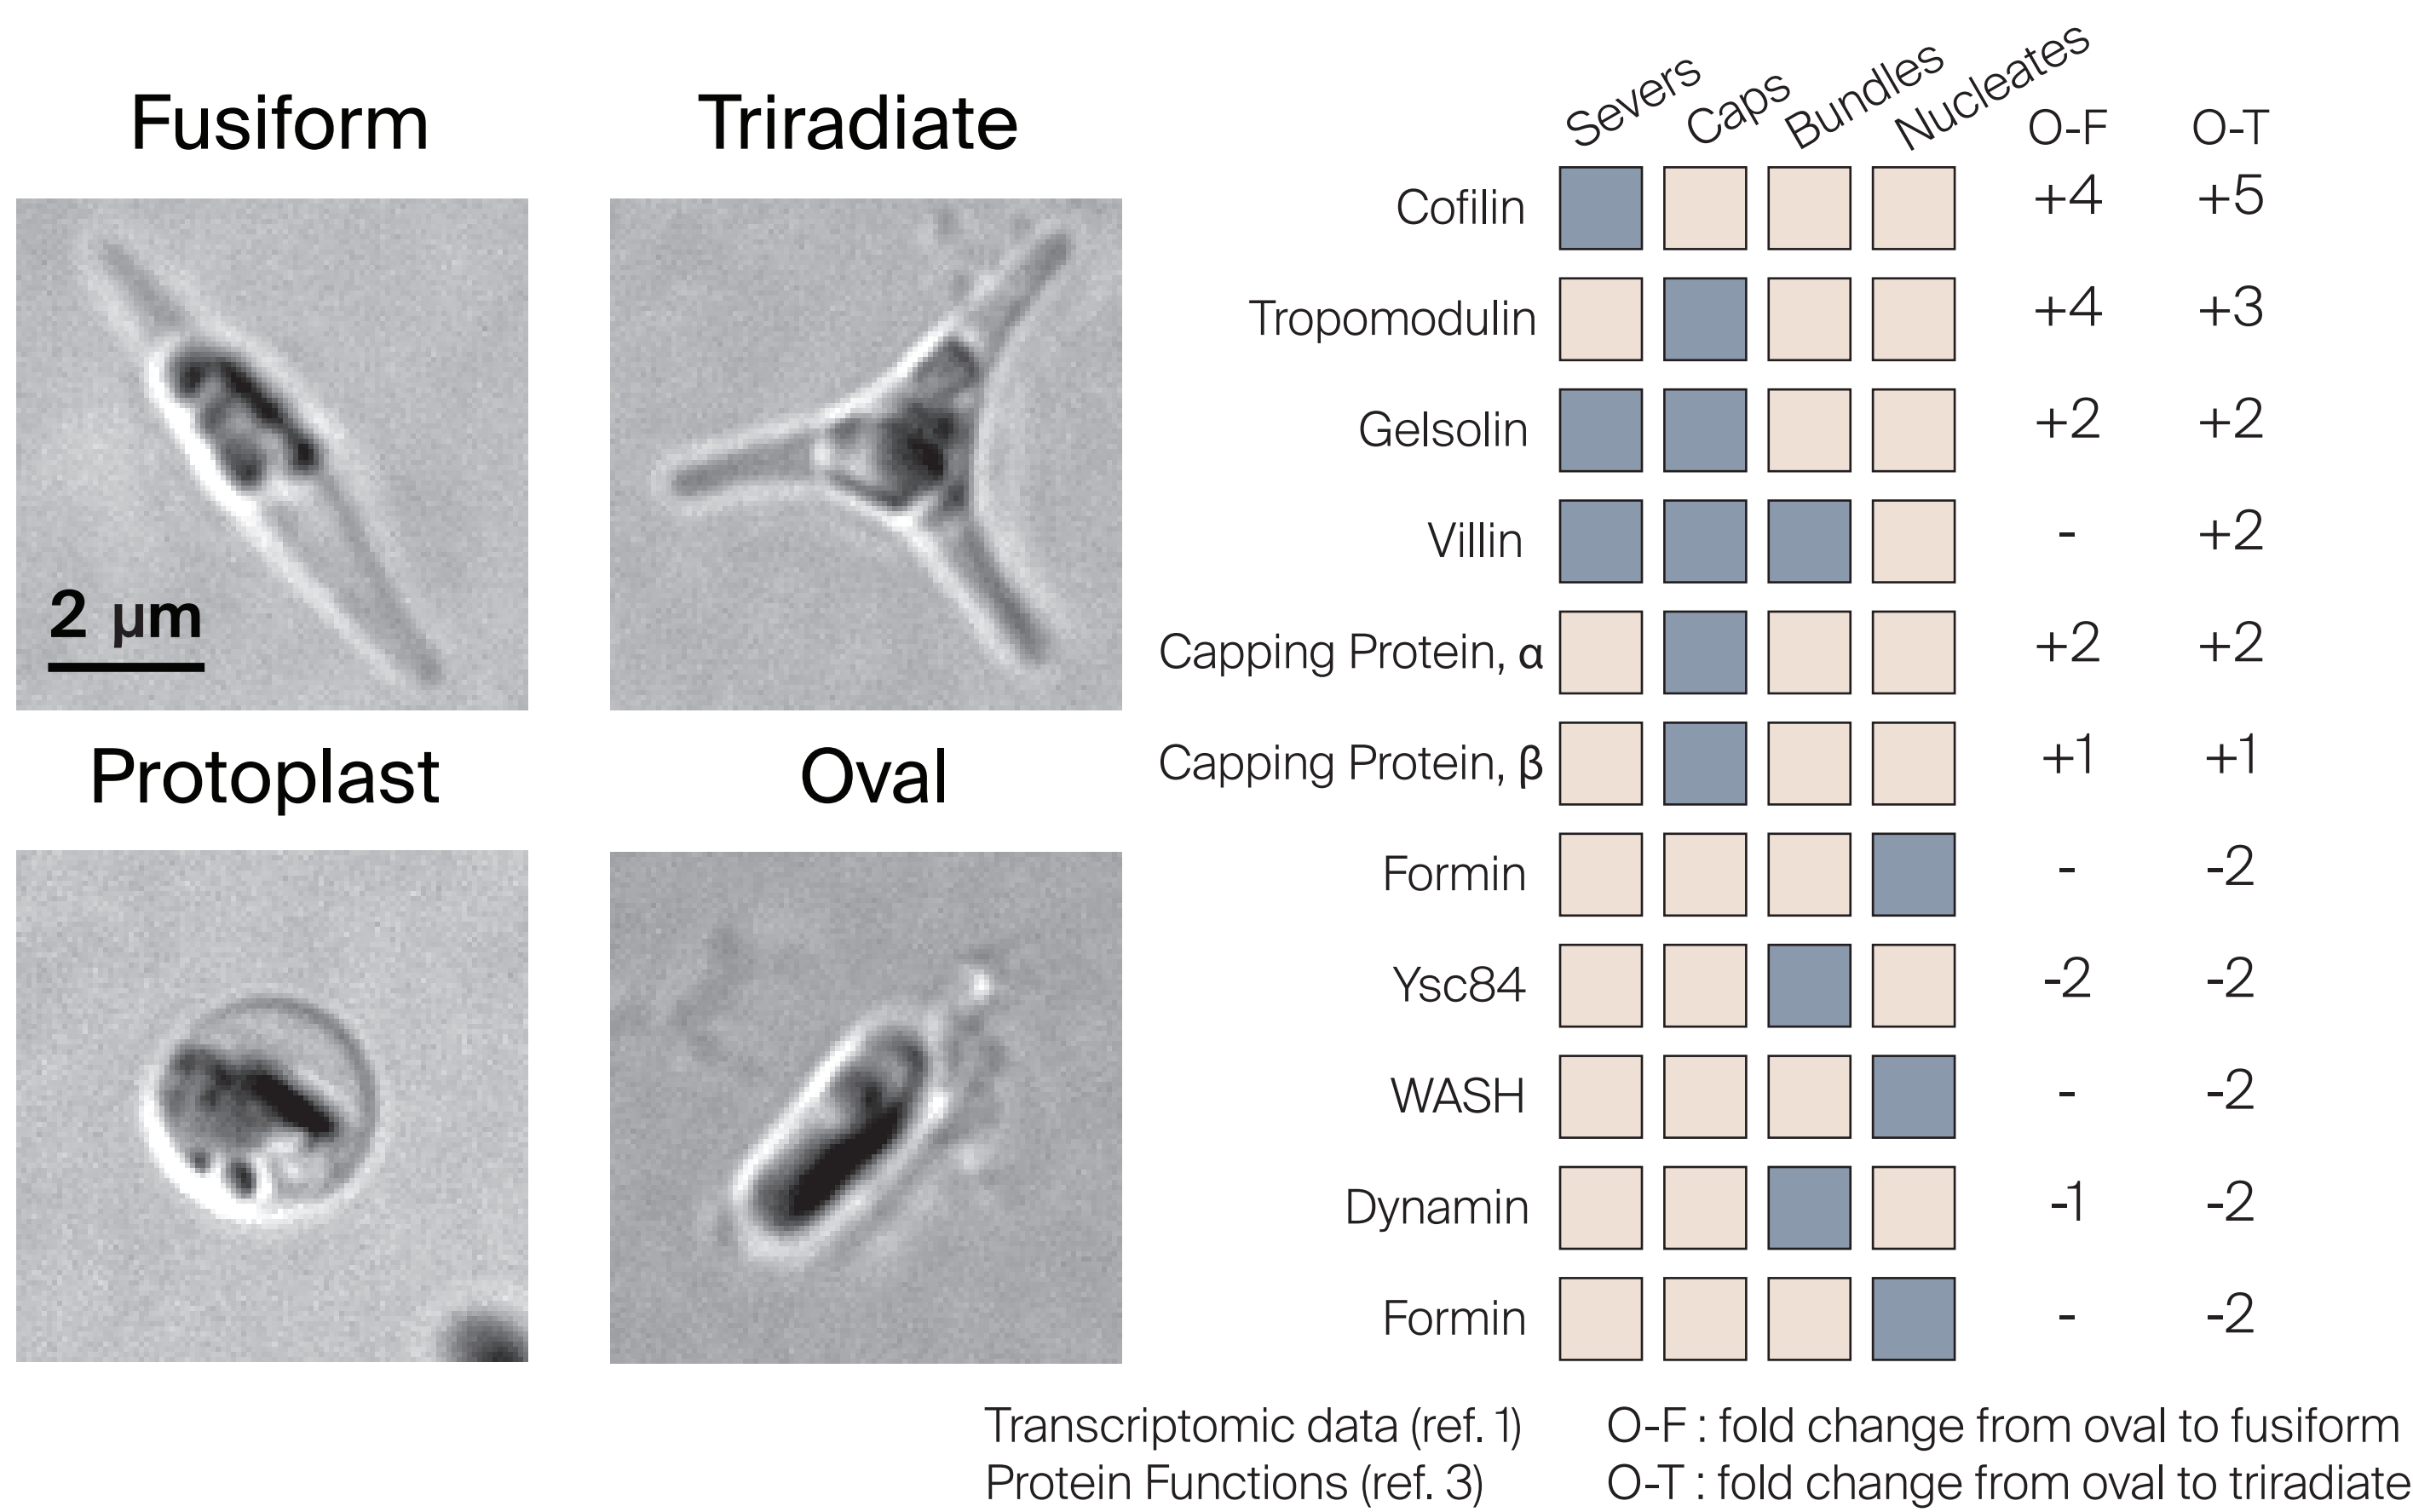 Fusiform
Triradiate
2 µm
Protoplast
Oval
Severs Caps Bundles Nucleates O-F O-T
Cofilin +4 +5
Tropomodulin +4 +3
Gelsolin +2 +2
Villin - +2
Capping Protein, α +2 +2
Capping Protein, β +1 +1
Formin - -2
Ysc84 -2 -2
WASH - -2
Dynamin -1 -2
Formin - -2
Transcriptomic data (ref. 1)
Protein Functions (ref. 3)
O-F : fold change from oval to fusiform
O-T : fold change from oval to triradiate